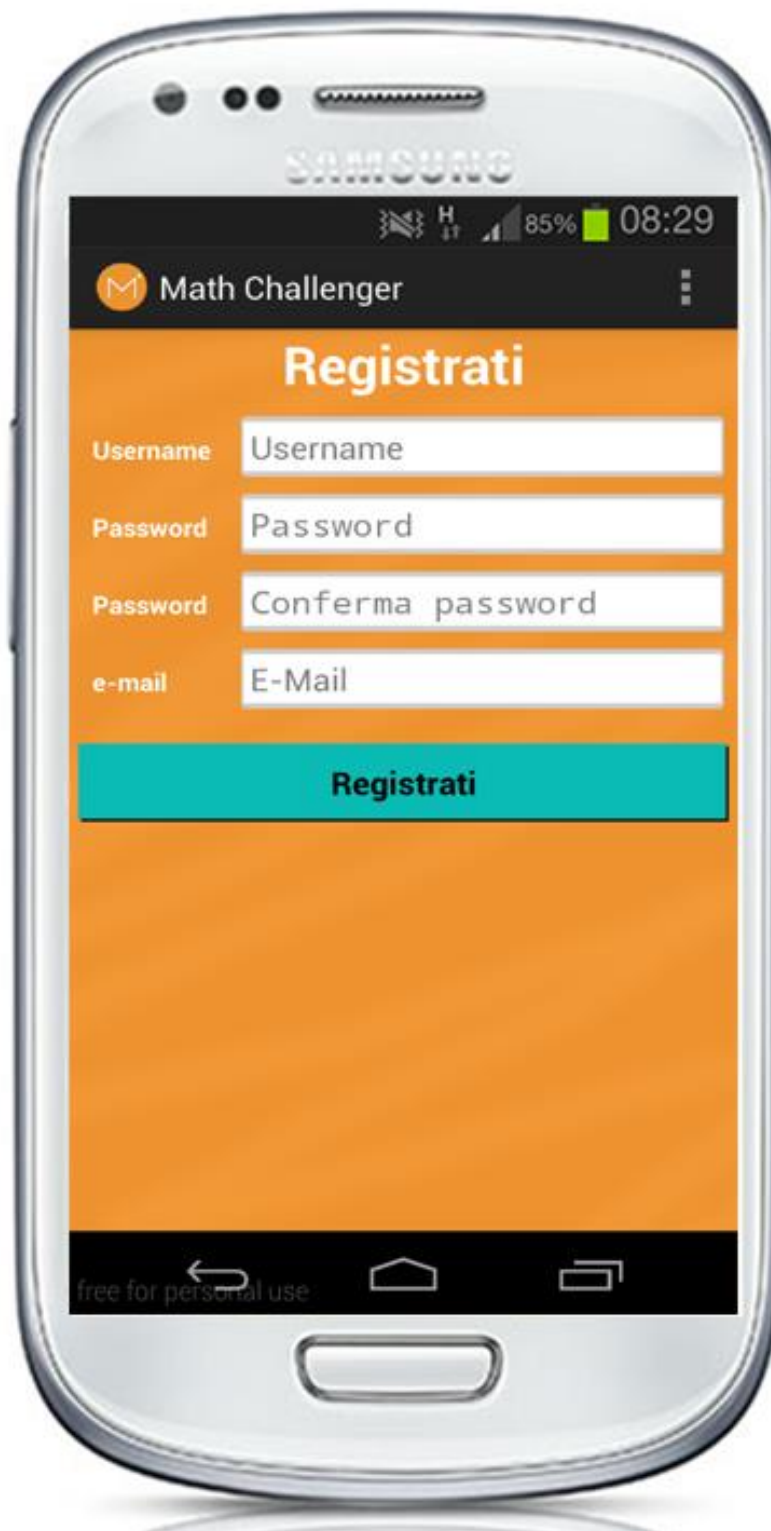 SAMSUNG
H 85% 08:29
Math Challenger
Registrati
Username Username
Password Password
Password Conferma password
e-mail E-Mail
Registrati
free for personal use